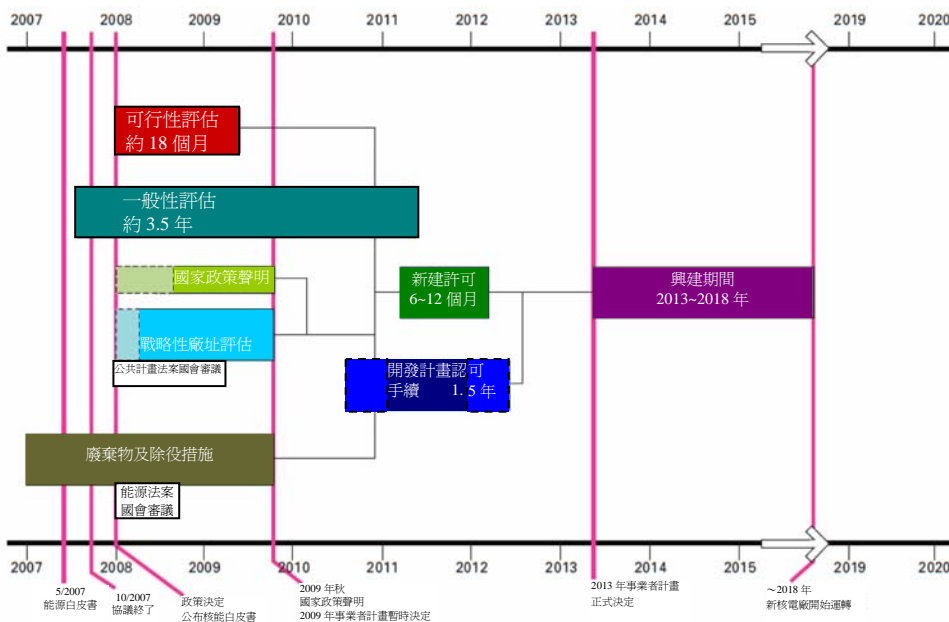 2007 2008 2009 2010 2011 2012 2013 2014 2015 2019 2020
可行性評估
約 18 個月
一般性評估
約 3.5 年
國家政策聲明
新建許可
6~12 個月
興建期間
2013~2018 年
戰略性廠址評估
公共計畫法案國會審議
開發計畫認可
手續 1.5 年
廢棄物及除役措施
能源法案
國會審議
2007 2008 2009 2010 2011 2012 2013 2014 2015 2019 2020
5/2007
能源白皮書
10/2007
協議終了
政策決定
公布核能白皮書
2009 年秋
國家政策聲明
2009 年事業者計畫暫時決定
2013 年事業者計畫
正式決定
～2018 年
新核電廠開始運轉